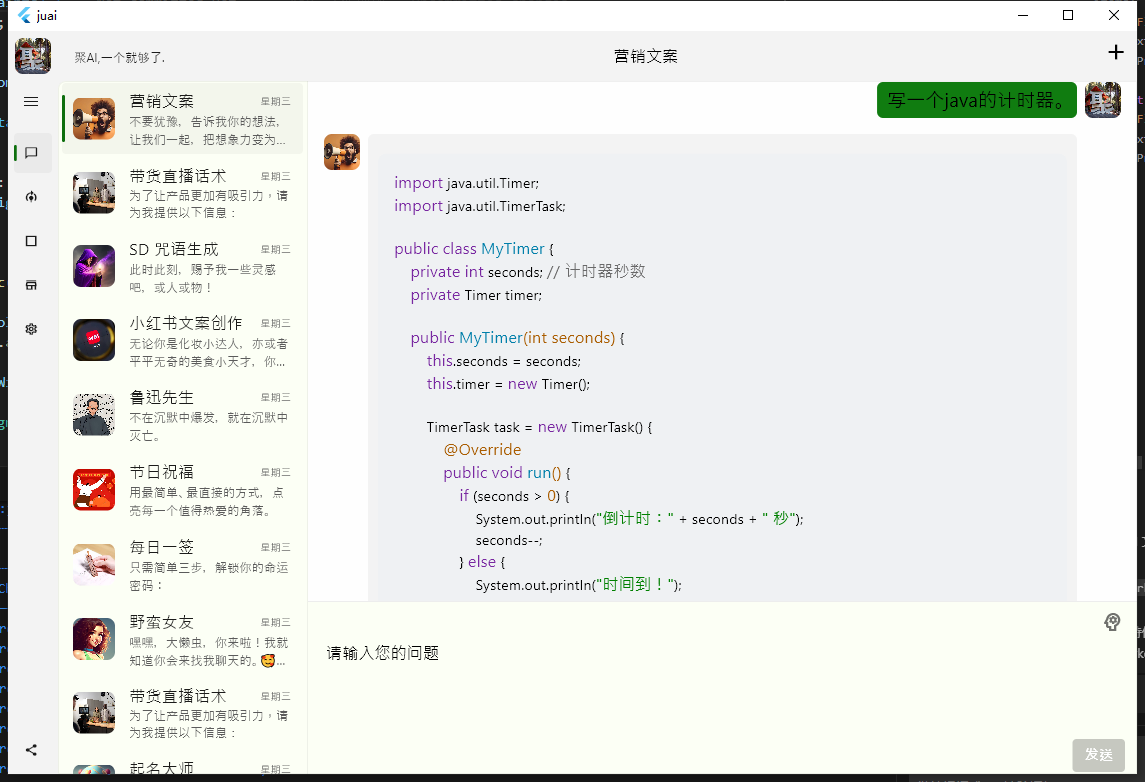 juai
聚
聚AI,一个就够了.
营销文案
营销文案
星期三
不要犹豫，告诉我你的想法，
让我们一起，把想象力变为...
带货直播话术
星期三
为了让产品更加有吸引力，请
为我提供以下信息：
SD 咒语生成
星期三
此时此刻，赐予我一些灵感
吧，或人或物！
小红书文案创作
星期三
无论你是化妆小达人，亦或者
平平无奇的美食小天才，你...
鲁迅先生
星期三
不在沉默中爆发，就在沉默中
灭亡。
节日祝福
星期三
用最简单、最直接的方式，点
亮每一个值得热爱的角落。
每日一签
星期三
只需简单三步，解锁你的命运
密码：
野蛮女友
星期三
嘿嘿，大懒虫，你来啦！我就
知道你会来找我聊天的。🥰...
带货直播话术
星期三
为了让产品更加有吸引力，请
为我提供以下信息：
起名大师
星期三
写一个java的计时器。
聚
import java.util.Timer;
import java.util.TimerTask;
public class MyTimer {
private int seconds; // 计时器秒数
private Timer timer;
public MyTimer(int seconds) {
this.seconds = seconds;
this.timer = new Timer();
TimerTask task = new TimerTask() {
@Override
public void run() {
if (seconds > 0) {
System.out.println("倒计时：" + seconds + " 秒");
seconds--;
} else {
System.out.println("时间到！");
请输入您的问题
发送